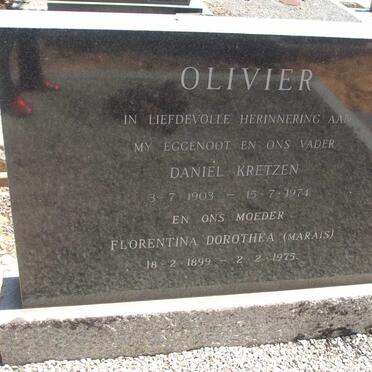 OLIVIER
IN LIEFDEVOLLE HERINNERING AAN
MY EGGENOOT EN ONS VADER
DANIEL KRETZEN
3-7-1903 – 15-7-1974
EN ONS MOEDER
FLORENTINA DOROTHEA (MARAIS)
18-2-1899 – 2-2-1975.